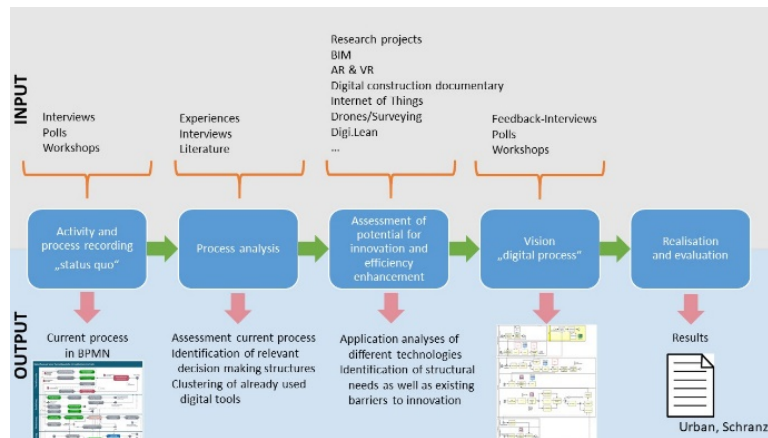 INPUT
Interviews
Polls
Workshops
Experiences
Interviews
Literature
Research projects
BIM
AR & VR
Digital construction documentary
Internet of Things
Drones/Surveying
Digi.Lean
...
Feedback-Interviews
Polls
Workshops
Activity and
process recording
„status quo“
Process analysis
Assessment of
potential for
innovation and
efficiency
enhancement
Vision
„digital process“
Realisation
and evaluation
OUTPUT
Current process
in BPMN
Assessment current process
Identification of relevant
decision making structures
Clustering of already used
digital tools
Application analyses of
different technologies
Identification of structural
needs as well as existing
barriers to innovation
Results
Urban, Schranz